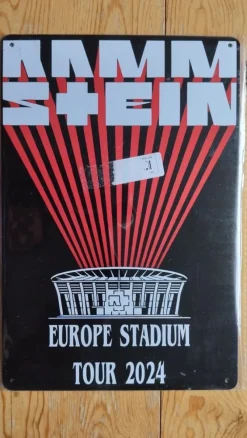 RAMM
STEIN
EUROPE STADIUM
TOUR 2024